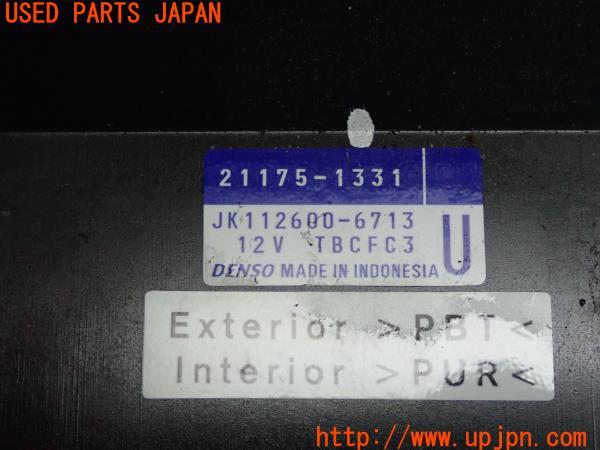 USED PARTS JAPAN
21175-1331
JK112600-6713
12V TBCFC3
U
DENSO MADE IN INDONESIA
Exterior >PBT<
Interior >PUR<
http://www.upjpn.com